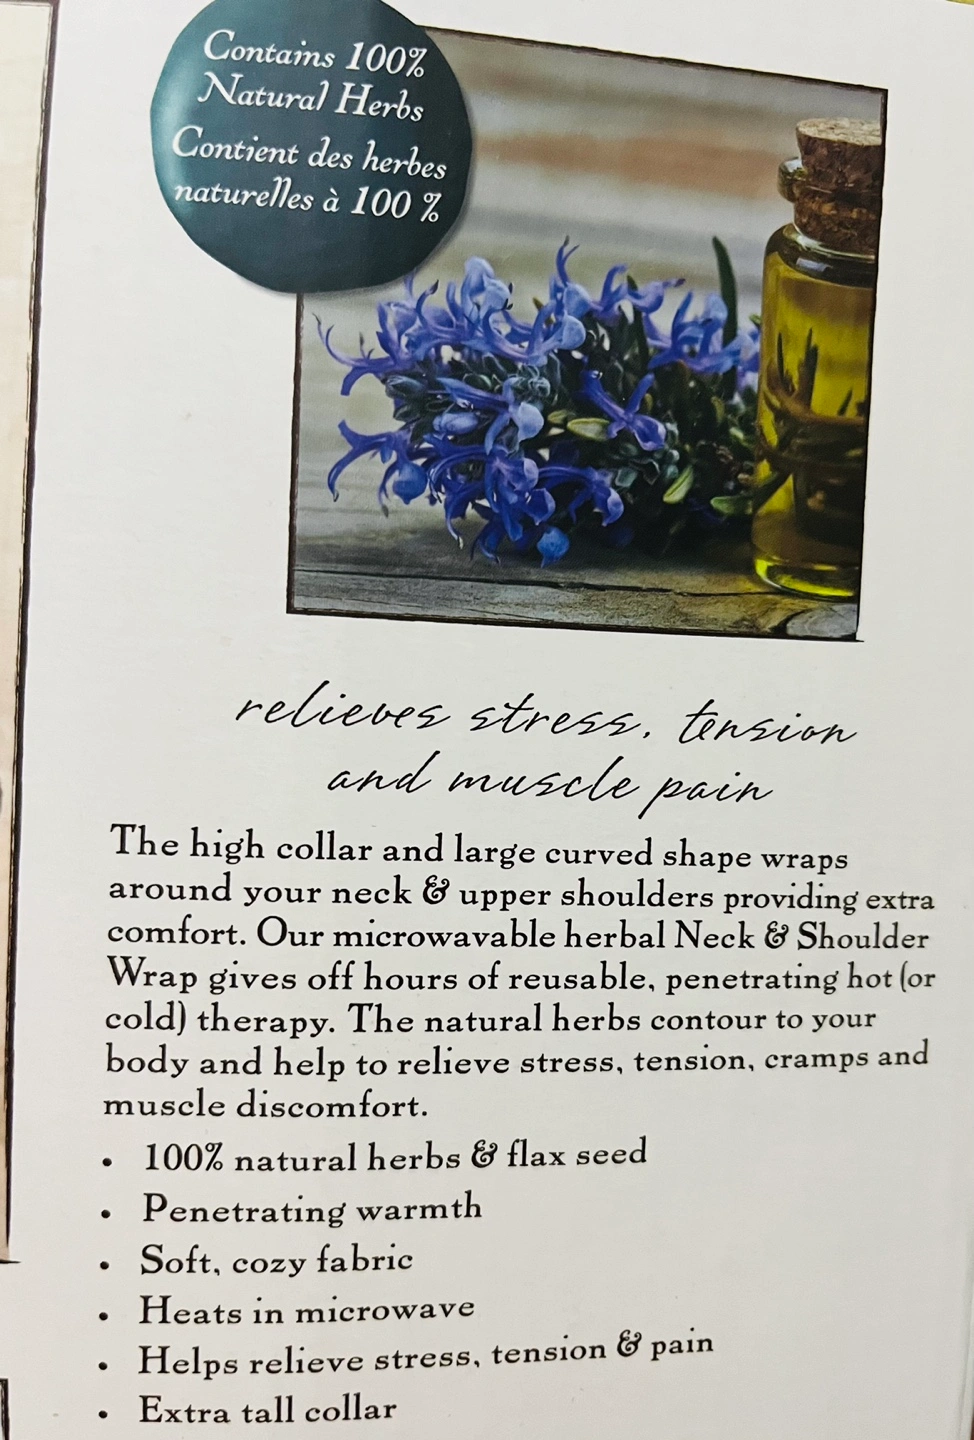 Contains 100%
Natural Herbs
Contient des herbes
naturelles à 100 %
relieves stress, tension
and muscle pain
The high collar and large curved shape wraps
around your neck & upper shoulders providing extra
comfort. Our microwavable herbal Neck & Shoulder
Wrap gives off hours of reusable, penetrating hot (or
cold) therapy. The natural herbs contour to your
body and help to relieve stress, tension, cramps and
muscle discomfort.
• 100% natural herbs & flax seed
• Penetrating warmth
• Soft, cozy fabric
• Heats in microwave
• Helps relieve stress, tension & pain
• Extra tall collar